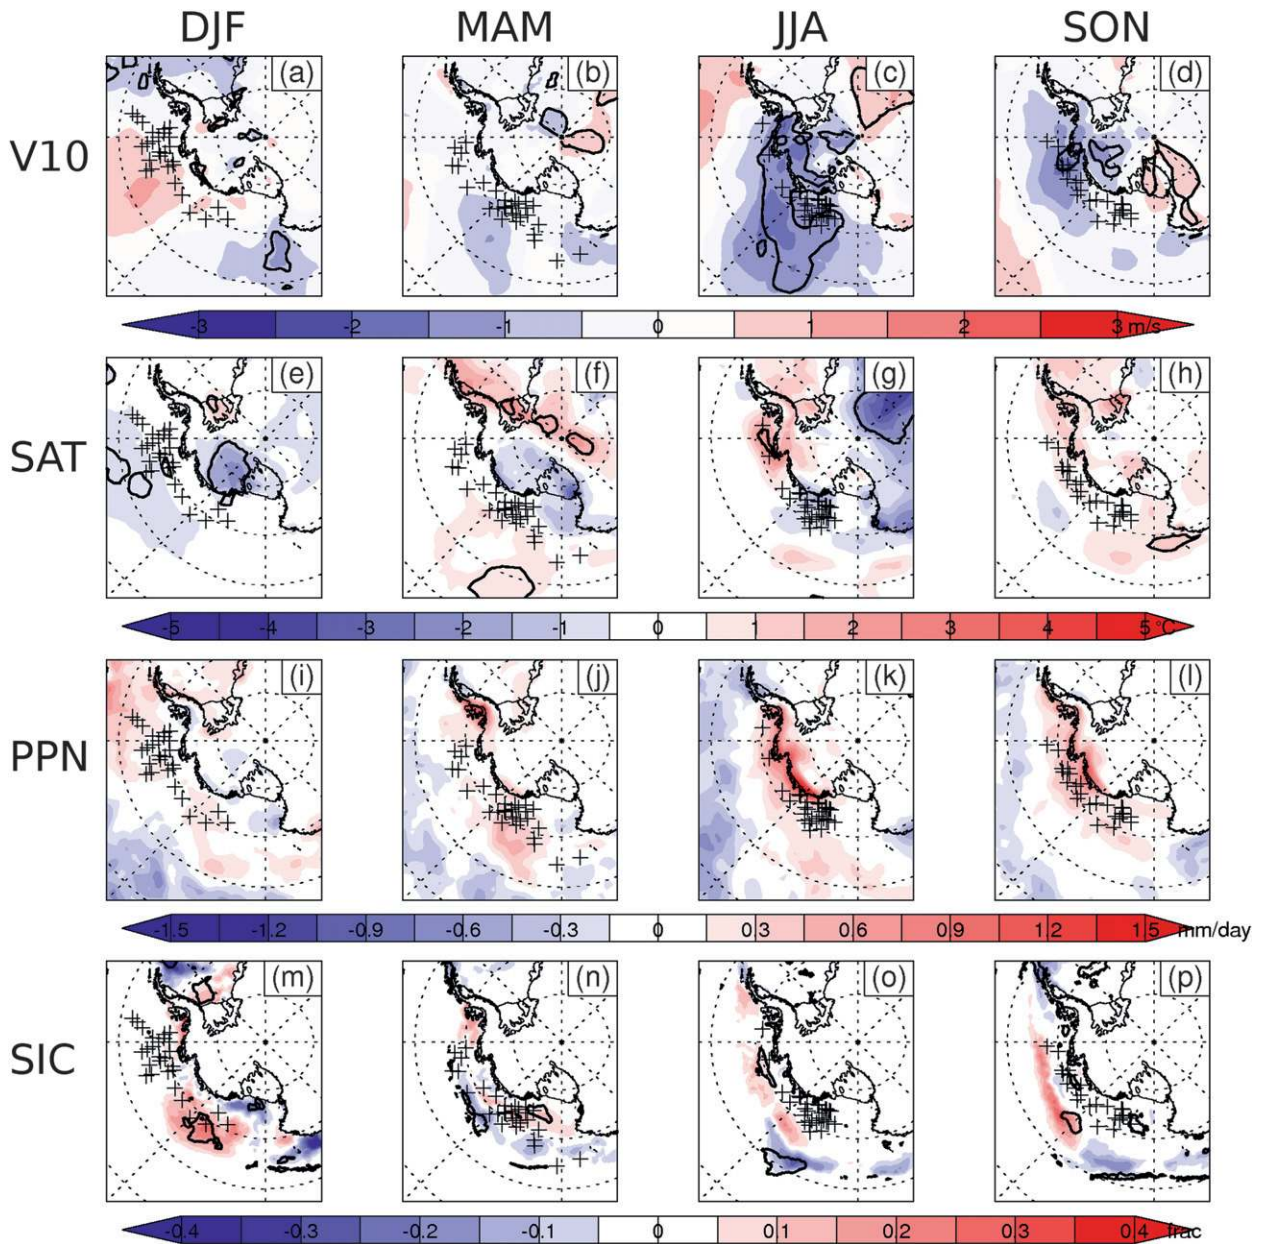 DJF MAM JJA SON
V10 (a) (b) (c) (d)
-3 -2 -1 0 1 2 3 m/s
SAT (e) (f) (g) (h)
-5 -4 -3 -2 -1 0 1 2 3 4 5 °C
PPN (i) (j) (k) (l)
-1.5 -1.2 -0.9 -0.6 -0.3 0 0.3 0.6 0.9 1.2 1.5 mm/day
SIC (m) (n) (o) (p)
-0.4 -0.3 -0.2 -0.1 0 0.1 0.2 0.3 0.4 frac